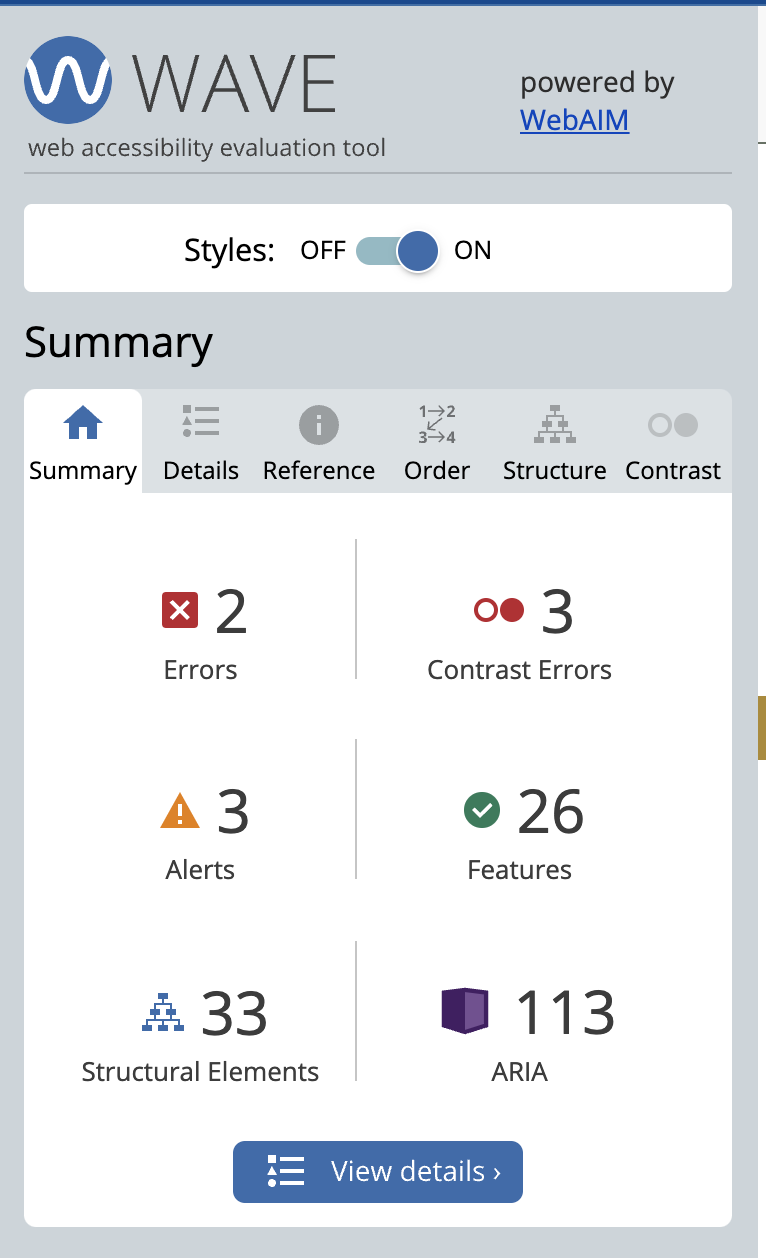 WAVE
web accessibility evaluation tool
powered by
WebAIM
Styles: OFF ON
Summary
1→2
3→4
Summary Details Reference Order Structure Contrast
2
Errors
3
Contrast Errors
3
Alerts
26
Features
33
Structural Elements
113
ARIA
View details ›